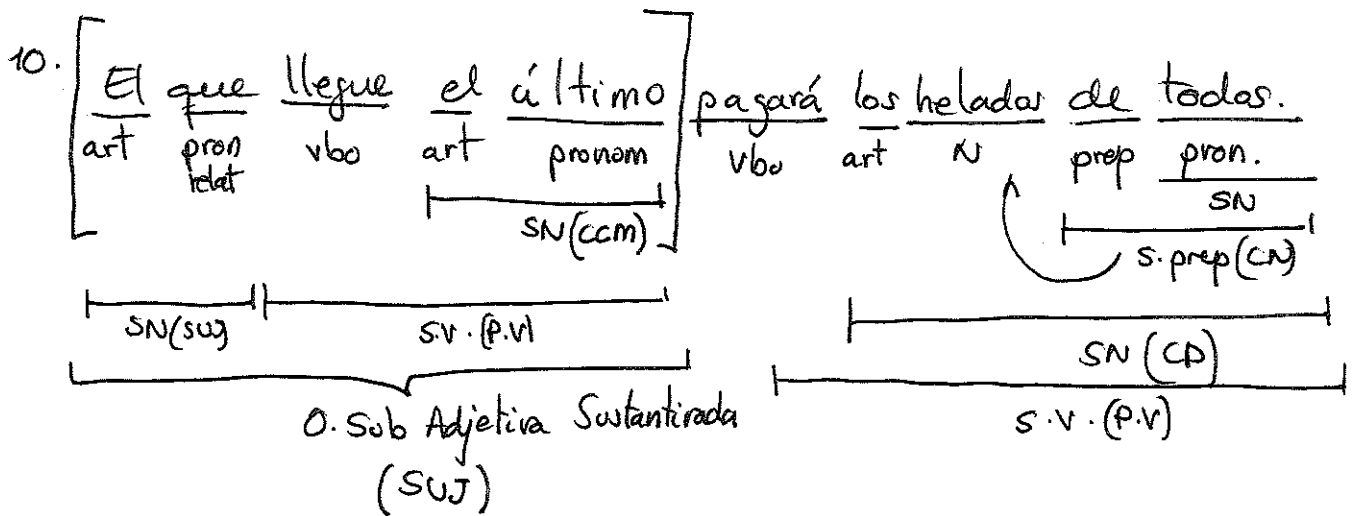 10. El que llegue el último pagará los helados de todos.
art pron relat vbo art pronom vbo art N prep pron.
SN
SN(CCM) S.prep(CN)
SN(SUJ) S.V.(P.V) SN(CD)
O.Sub Adjetiva Sustantivada S.V.(P.V)
(SUJ)